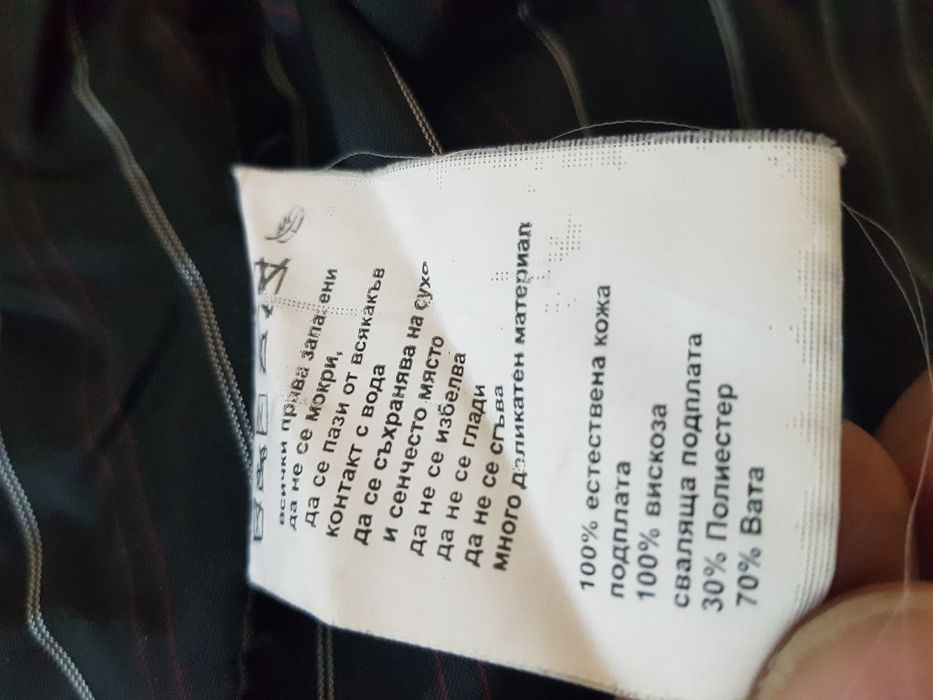 всички права запазени
да не се мокри,
да се пази от всякакъв
контакт с вода
да се съхранява на сухо
и сенчесто място
да не се избелва
да не се глади
да не се сгъва
много деликатен материал
100% естествена кожа
подплата
100% вискоза
сваляща подплата
30% Полиестер
70% Вата